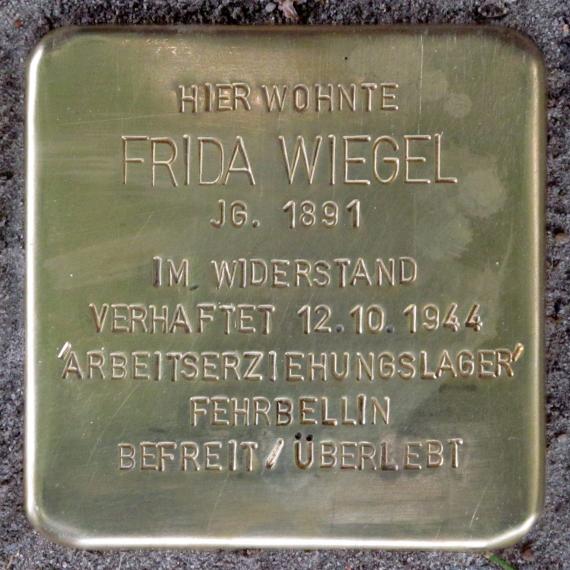 HIER WOHNTE
FRIDA WIEGEL
JG. 1891
IM WIDERSTAND
VERHAFTET 12.10.1944
'ARBEITSERZIEHUNGSLAGER'
FEHRBELLIN
BEFREIT / ÜBERLEBT